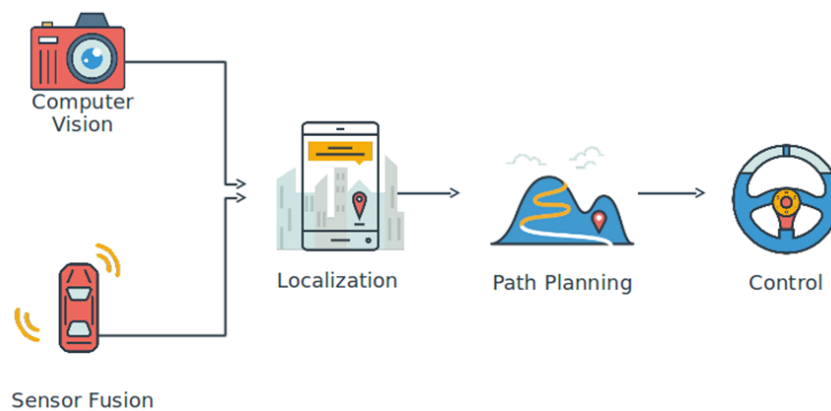 Computer
Vision
Localization
Path Planning
Control
Sensor Fusion